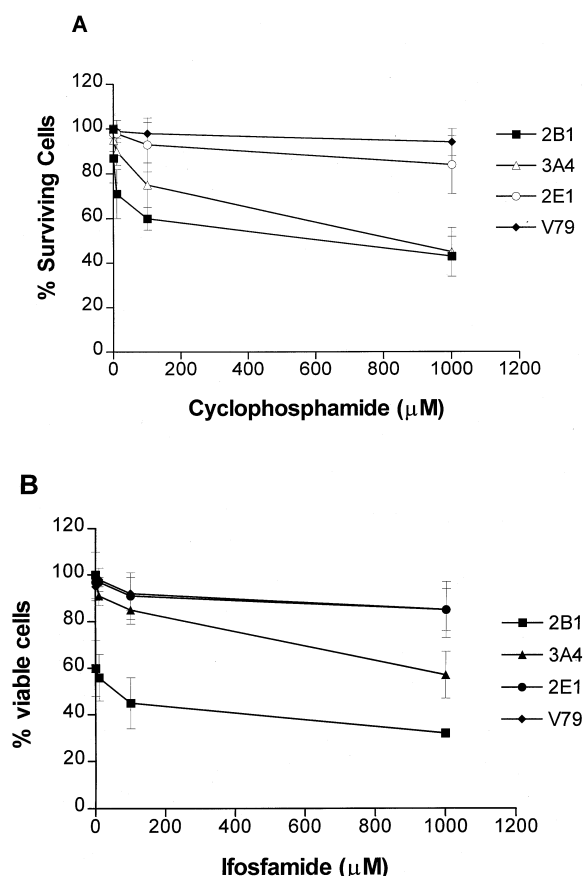 A
120
100
80
60
40
20
0
% Surviving Cells
0 200 400 600 800 1000 1200
Cyclophosphamide (μM)
2B1
3A4
2E1
V79
B
120
100
80
60
40
20
0
% viable cells
0 200 400 600 800 1000 1200
Ifosfamide (μM)
2B1
3A4
2E1
V79